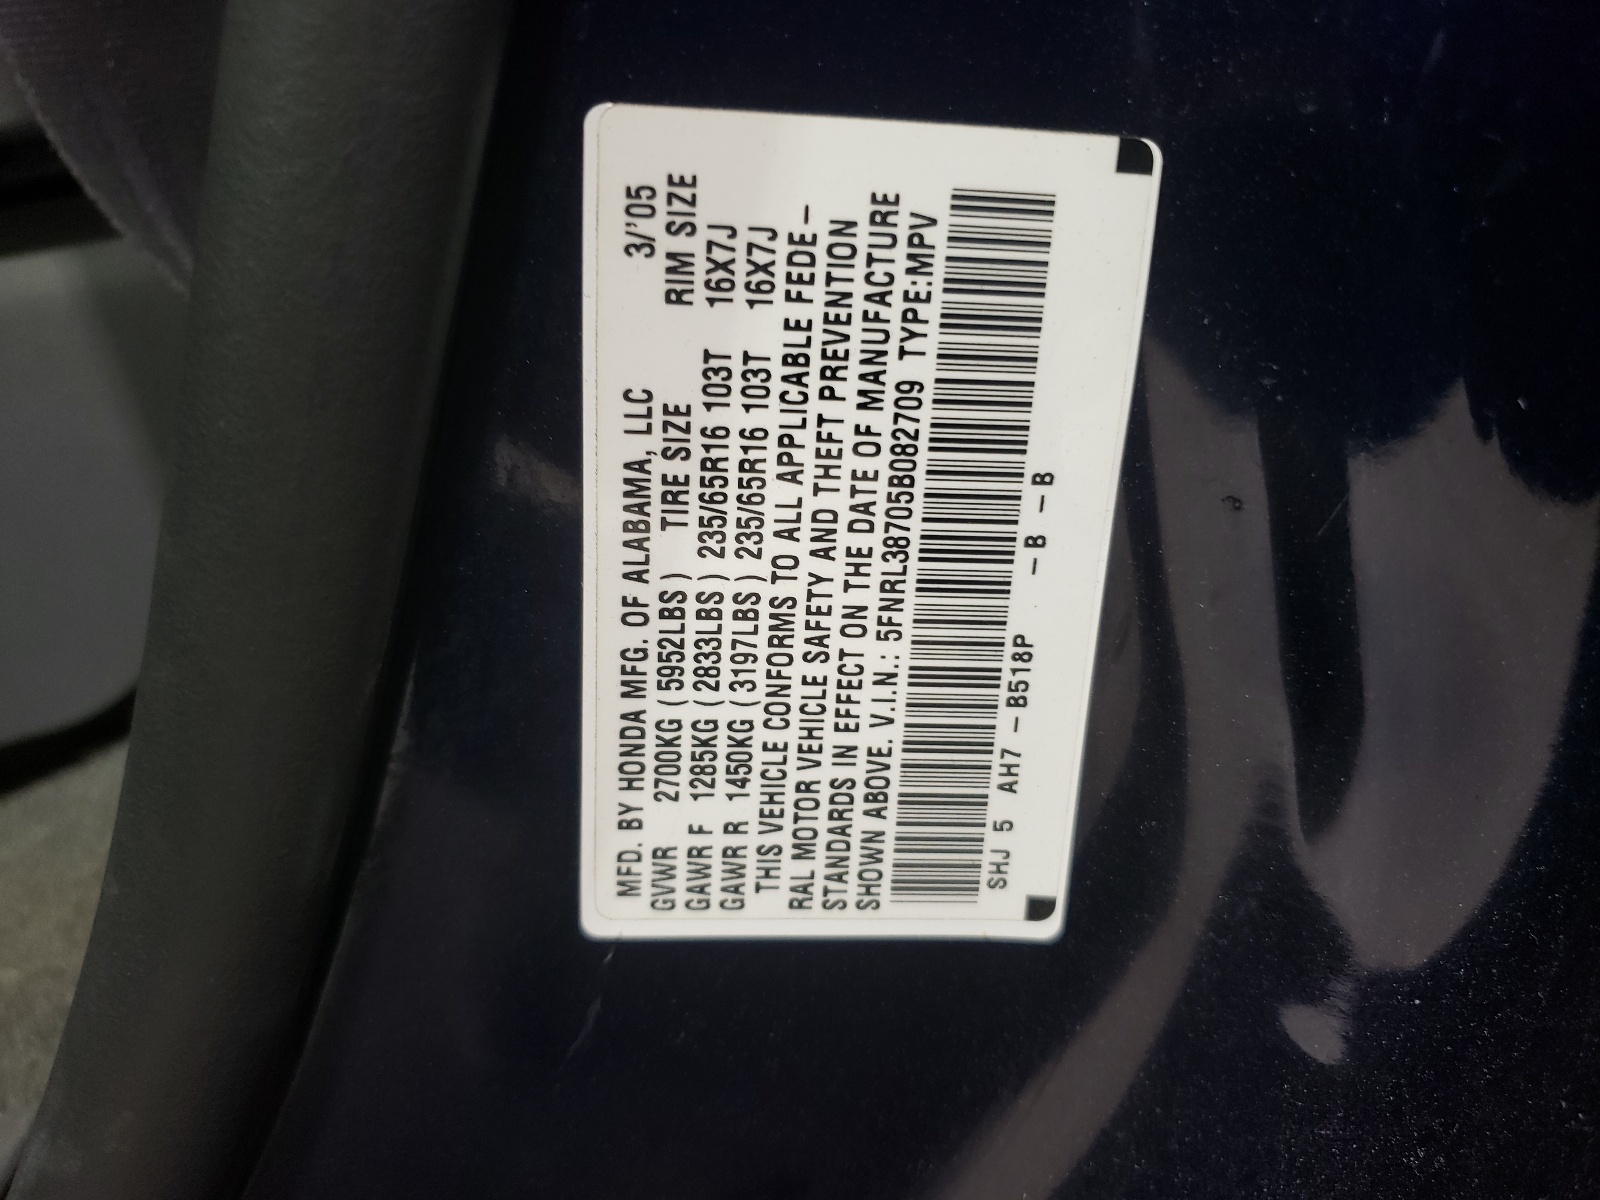 MFD. BY HONDA MFG. OF ALABAMA, LLC 3/'05
GVWR 2700KG (5952LBS) TIRE SIZE RIM SIZE
GAWR F 1285KG (2833LBS) 235/65R16 103T 16X7J
GAWR R 1450KG (3197LBS) 235/65R16 103T 16X7J
THIS VEHICLE CONFORMS TO ALL APPLICABLE FEDE-
RAL MOTOR VEHICLE SAFETY AND THEFT PREVENTION
STANDARDS IN EFFECT ON THE DATE OF MANUFACTURE
SHOWN ABOVE. V.I.N.: 5FNRL38705B082709 TYPE:MPV
SHJ 5 AH7 -B518P -B -B